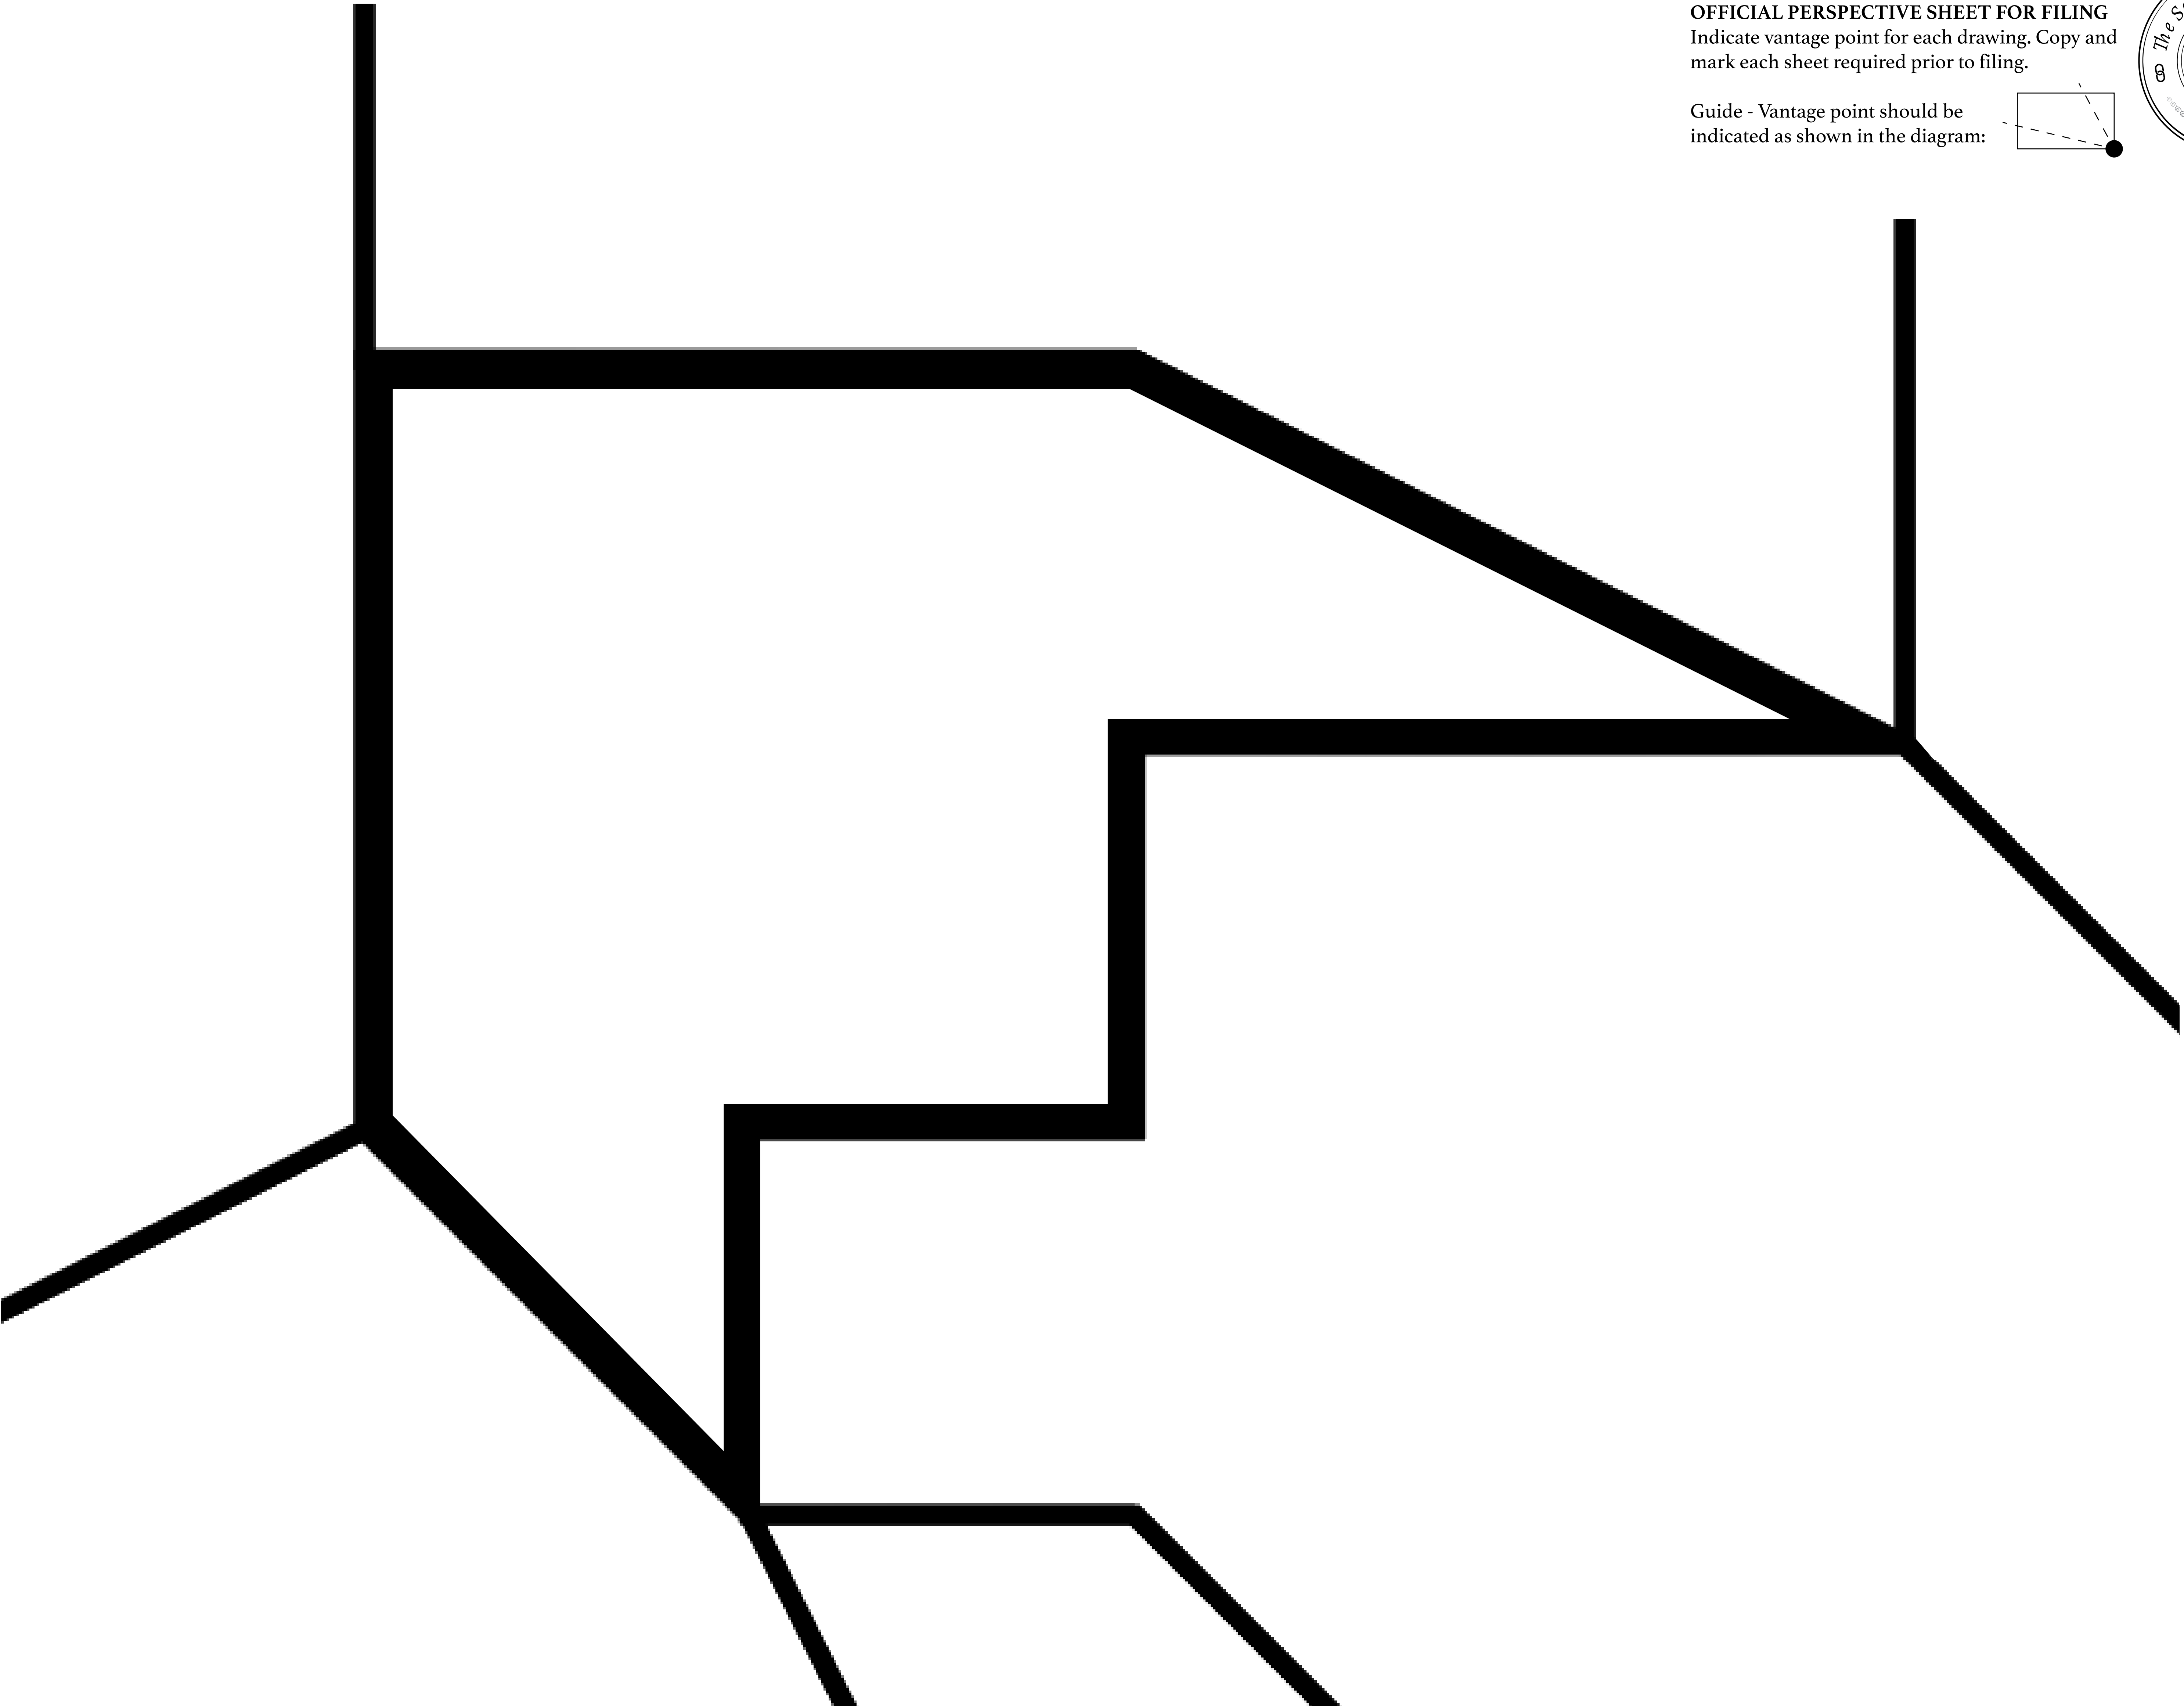 OFFICIAL PERSPECTIVE SHEET FOR FILING
Indicate vantage point for each drawing. Copy and
mark each sheet required prior to filing.
Guide - Vantage point should be
indicated as shown in the diagram:
The